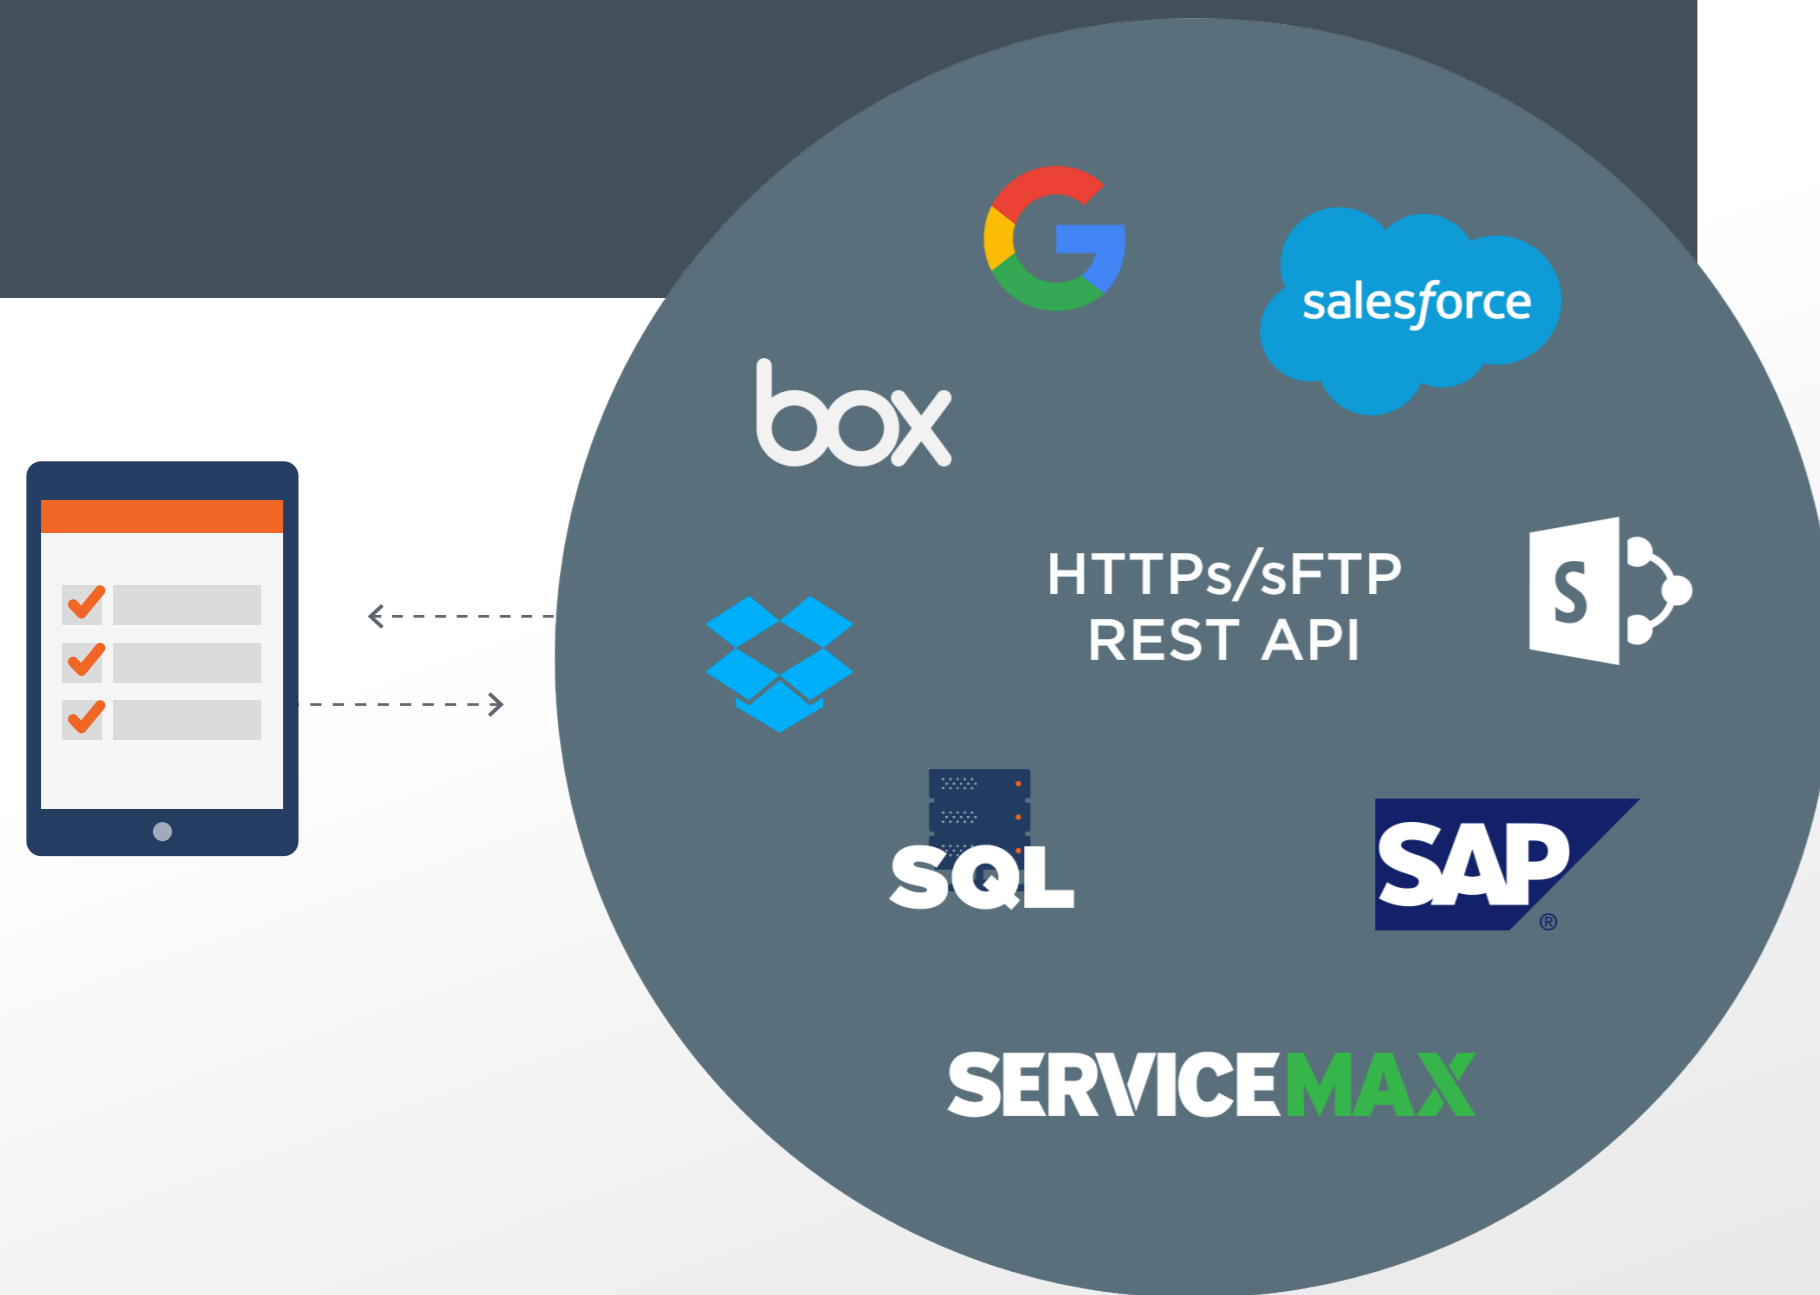 salesforce
box
HTTPs/sFTP
REST API
S
SQL
SAP
®
SERVICEMAX